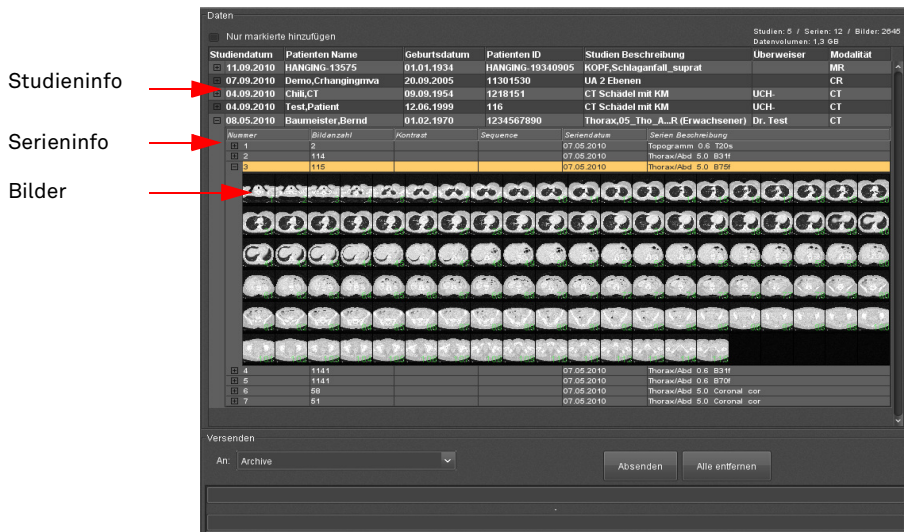 Daten
Nur markierte hinzufügen
Studien: 6 / Serien: 12 / Bilder: 2646
Datenvolumen: 1,3 GB
Studiendatum Patienten Name Geburtsdatum Patienten ID Studien Beschreibung Überweiser Modalität
11.09.2010 HANGING-13575 01.01.1934 HANGING-19340905 KOPF,Schlaganfall_suprat MR
07.09.2010 Demo,Crhangingmva 20.09.2005 11301530 UA 2 Ebenen CR
Studieninfo
04.09.2010 Chili,CT 09.09.1954 1218151 CT Schädel mit KM UCH- CT
04.09.2010 Test,Patient 12.06.1999 116 CT Schädel mit KM UCH- CT
08.05.2010 Baumeister,Bernd 01.02.1970 1234567890 Thorax,05_Tho_A...R (Erwachsener) Dr. Test CT
Nummer Bildanzahl Kontrast Sequence Seriendatum Serien Beschreibung
Serieninfo
1 2 07.05.2010 Topogramm 0.6 T20s
2 114 07.05.2010 Thorax/Abd 5.0 B31f
3 115 07.05.2010 Thorax/Abd 5.0 B75f
Bilder
4 1141 07.05.2010 Thorax/Abd 0.6 B31f
5 1141 07.05.2010 Thorax/Abd 0.6 B70f
6 58 07.05.2010 Thorax/Abd 5.0 Coronal cor
7 51 07.05.2010 Thorax/Abd 5.0 Coronal cor
Versenden
An: Archive
Absenden Alle entfernen